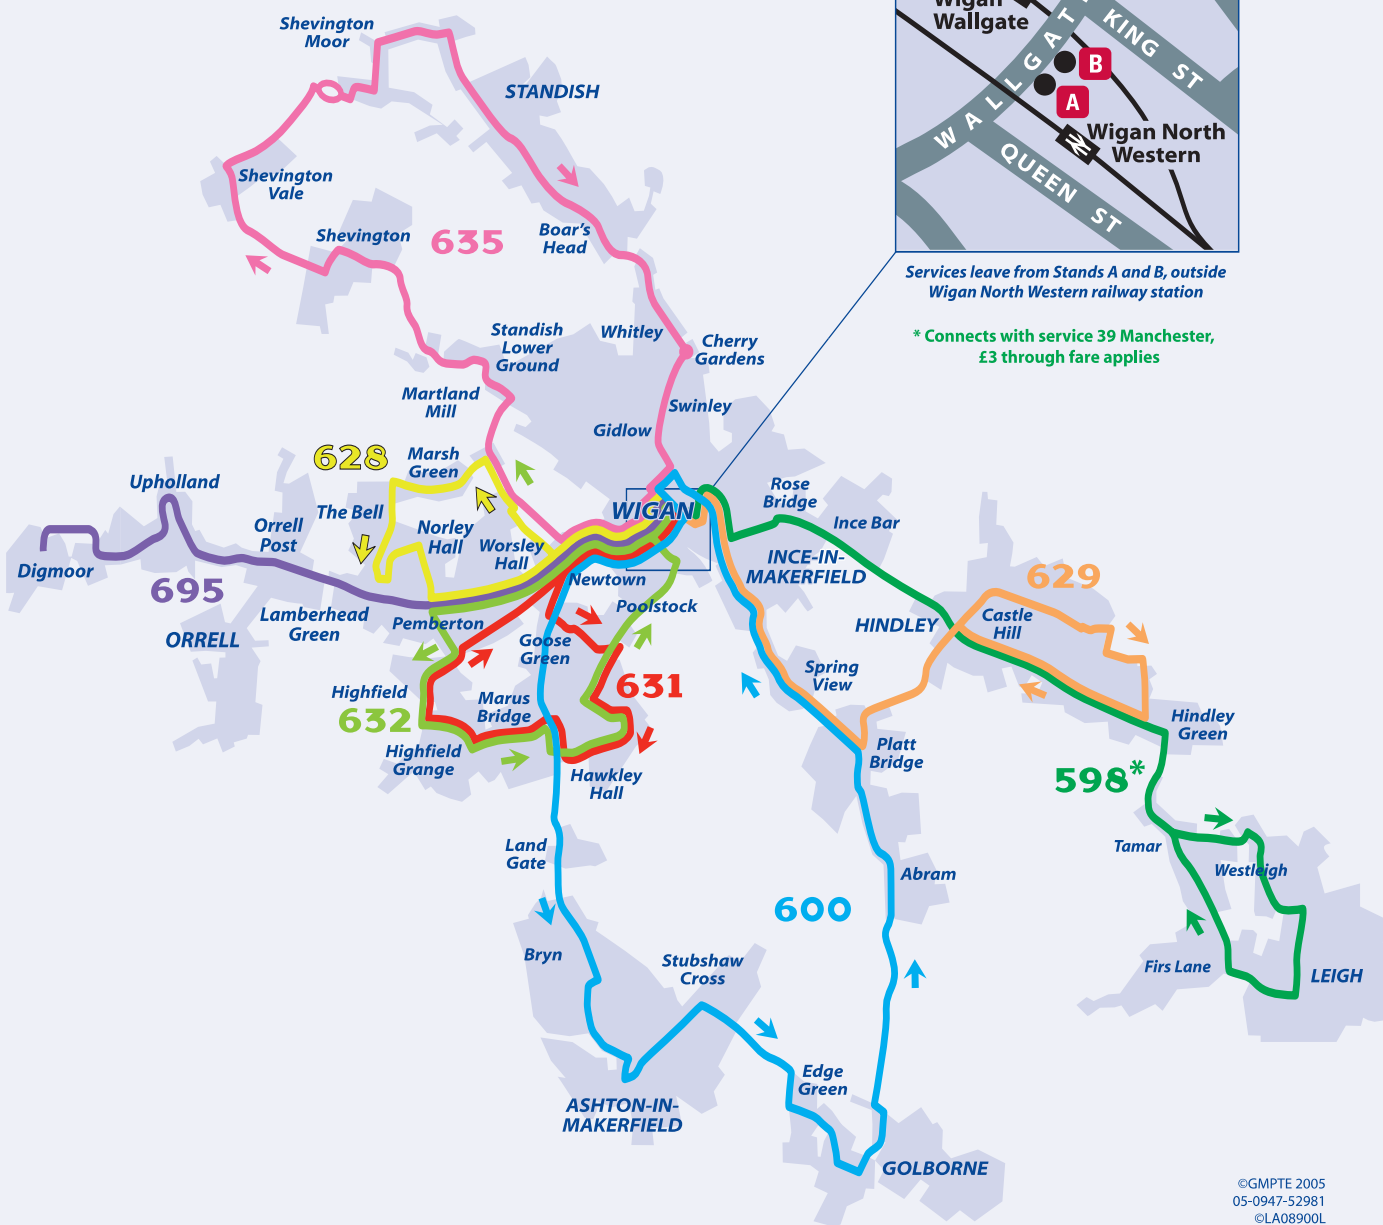 Shevington
Moor
STANDISH
Shevington
Vale
Shevington
635
Boar's
Head
Whitley
Cherry
Gardens
Standish
Lower
Ground
Martland
Mill
Swinley
Gidlow
628
Marsh
Green
Upholland
The Bell
Orrell
Post
Norley
Hall
Worsley
Hall
WIGAN
Rose
Bridge
Ince Bar
INCE-IN-
MAKERFIELD
Digmoor
695
ORRELL
Lamberhead
Green
Pemberton
Newtown
Poolstock
Goose
Green
HINDLEY
Castle
Hill
629
Spring
View
Highfield
632
Marus
Bridge
631
Highfield
Grange
Hawkley
Hall
Platt
Bridge
Hindley
Green
598*
Tamar
Westleigh
Firs Lane
LEIGH
Land
Gate
Abram
600
Bryn
Stubshaw
Cross
Edge
Green
ASHTON-IN-
MAKERFIELD
GOLBORNE
Wigan
Wallgate
KING ST
WALLGAT
B
A
Wigan North
Western
QUEEN ST
Services leave from Stands A and B, outside
Wigan North Western railway station
* Connects with service 39 Manchester,
£3 through fare applies
©GMPTE 2005
05-0947-52981
©LA08900L